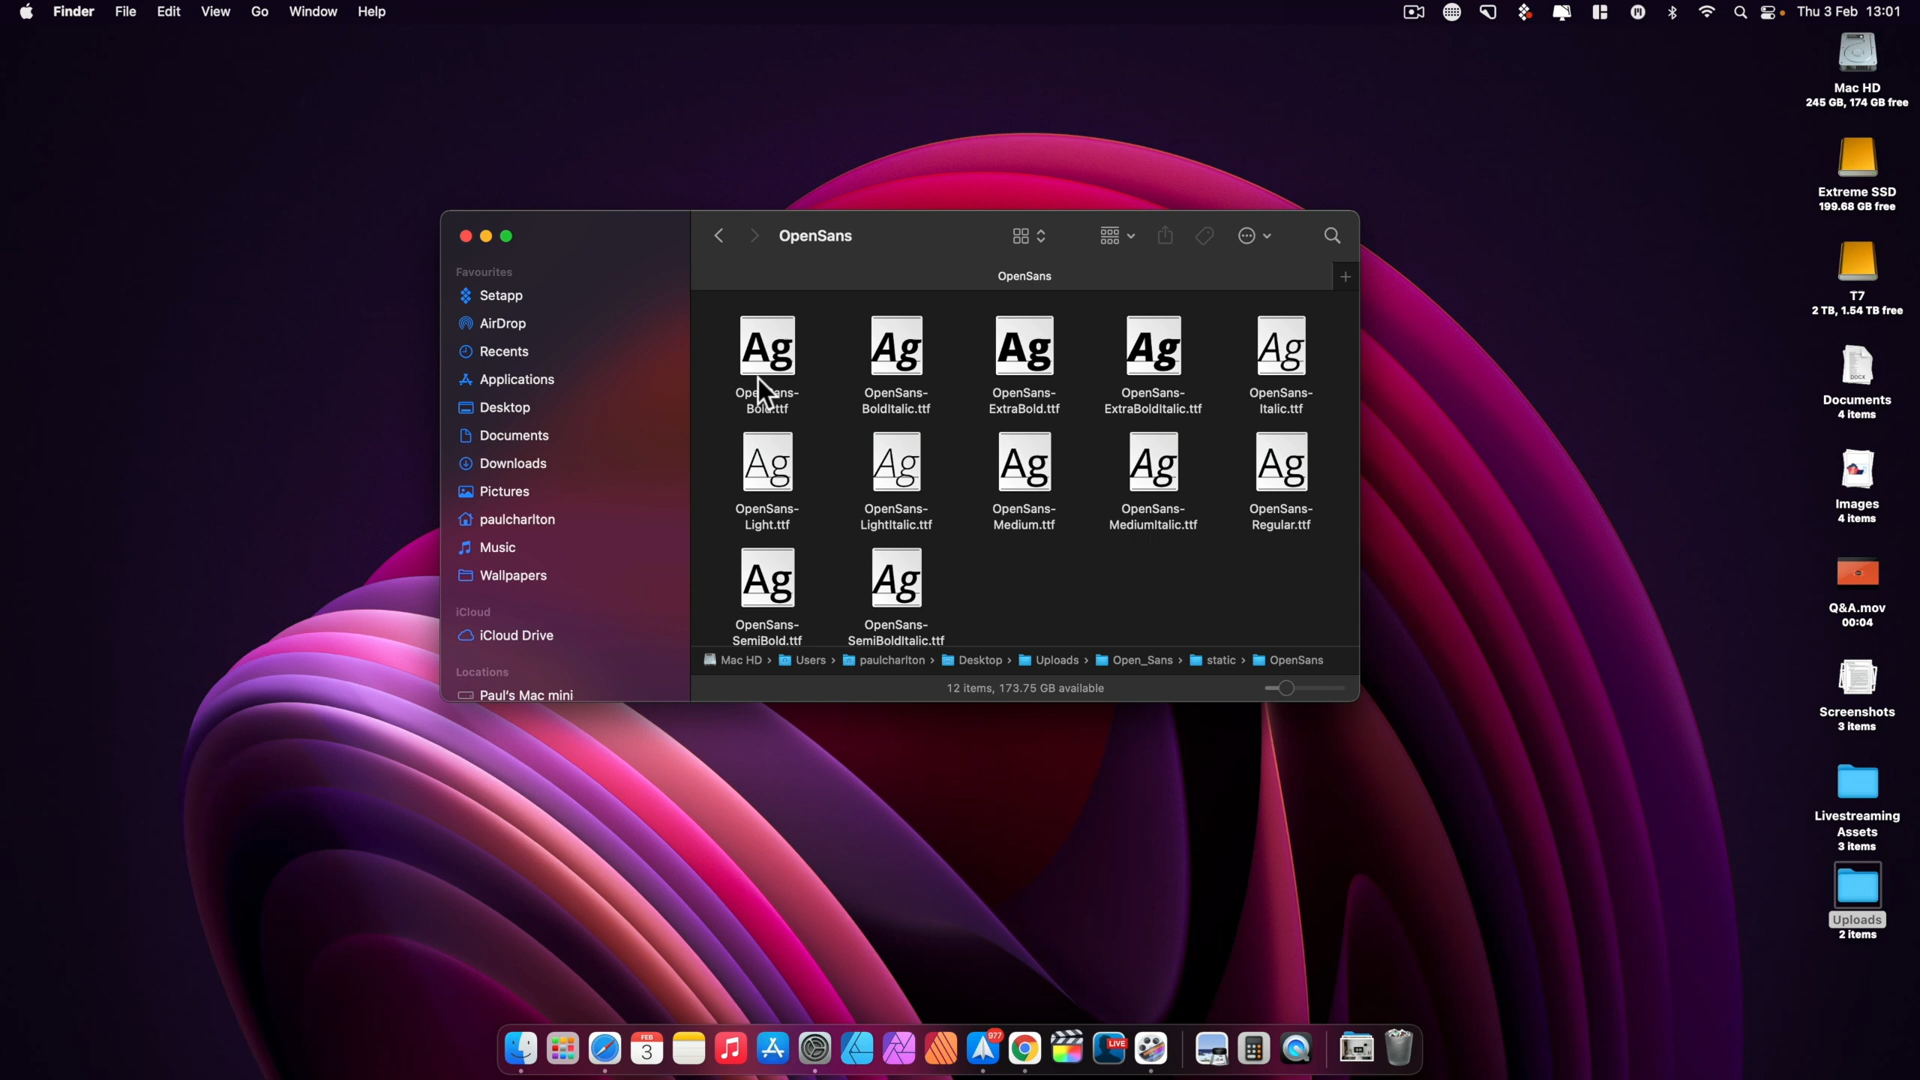 Finder File Edit View Go Window Help
Thu 3 Feb 13:01
Mac HD
245 GB, 174 GB free
Extreme SSD
199.68 GB free
T7
2 TB, 1.54 TB free
Documents
4 items
Images
4 items
Q&A.mov
00:04
Screenshots
3 items
Livestreaming
Assets
3 items
Uploads
2 items
OpenSans
OpenSans
Favourites
Setapp
AirDrop
Recents
Applications
Desktop
Documents
Downloads
Pictures
paulcharlton
Music
Wallpapers
iCloud
iCloud Drive
Locations
Paul's Mac mini
Ag Ag Ag Ag Ag
OpenSans-
BoldItalic.ttf
OpenSans-
ExtraBold.ttf
OpenSans-
ExtraBoldItalic.ttf
OpenSans-
Italic.ttf
Ag Ag Ag Ag Ag
OpenSans-
Light.ttf
OpenSans-
LightItalic.ttf
OpenSans-
Medium.ttf
OpenSans-
MediumItalic.ttf
OpenSans-
Regular.ttf
Ag Ag
OpenSans-
SemiBold.ttf
OpenSans-
SemiBoldItalic.ttf
Mac HD › Users › paulcharlton › Desktop › Uploads › Open_Sans › static › OpenSans
12 items, 173.75 GB available
FEB
3
977
LIVE